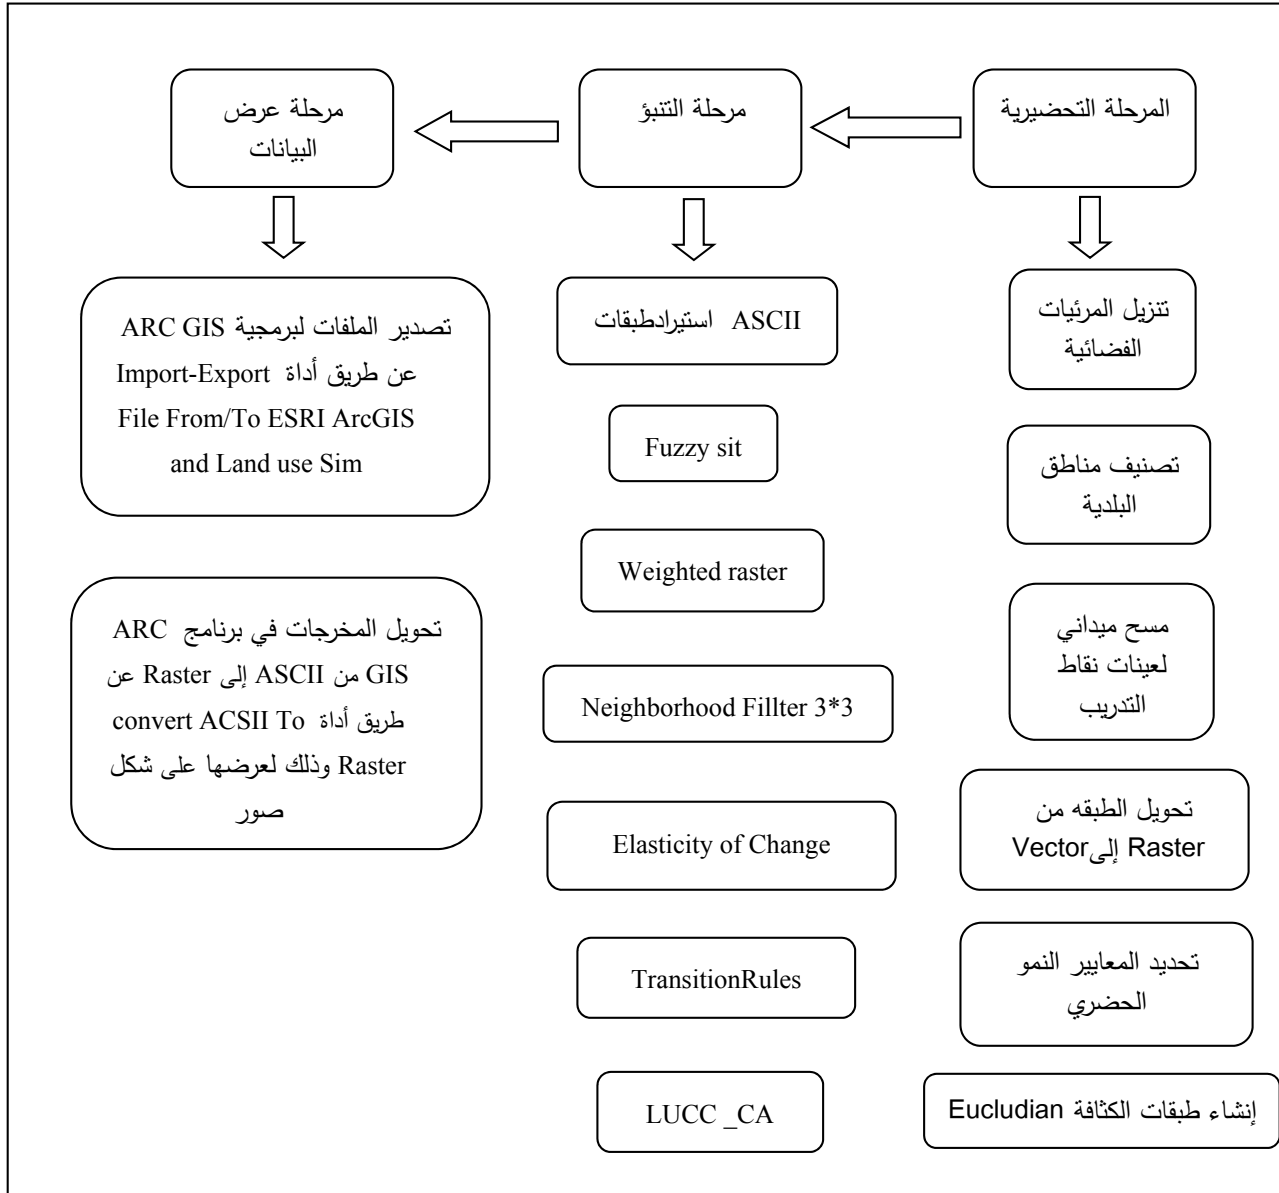 المرحلة التحضيرية
مرحلة التنبؤ
مرحلة عرض
البيانات
تنزيل المرئيات
الفضائية
تصنيف مناطق
البلدية
مسح ميداني
لعينات نقاط
التدريب
تحويل الطبقه من
Vector إلى Raster
تحديد المعايير النمو
الحضري
إنشاء طبقات الكثافة Eucludian
استيرادطبقات ASCII
Fuzzy sit
Weighted raster
Neighborhood Fillter 3*3
Elasticity of Change
TransitionRules
LUCC _CA
تصدير الملفات لبرمجية ARC GIS
عن طريق أداة Import-Export
File From/To ESRI ArcGIS
and Land use Sim
تحويل المخرجات في برنامج ARC
GIS من ASCII إلى Raster عن
طريق أداة convert ACSII To
Raster وذلك لعرضها على شكل
صور